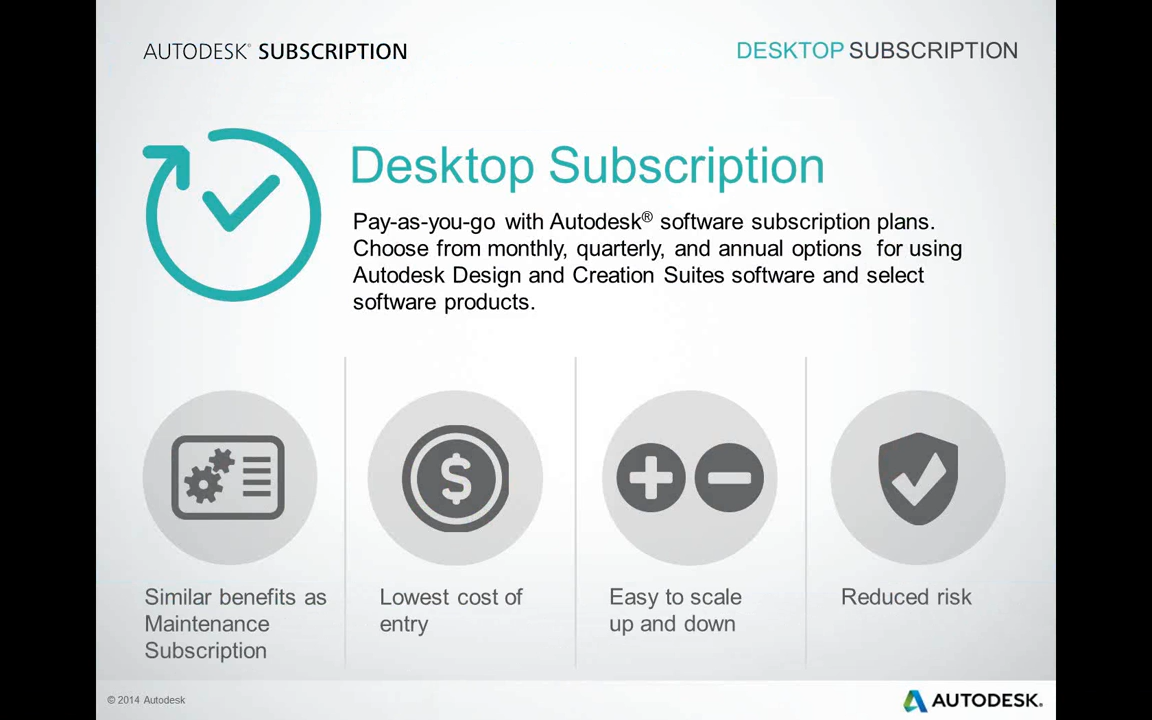 AUTODESK® SUBSCRIPTION
DESKTOP SUBSCRIPTION
Desktop Subscription
Pay-as-you-go with Autodesk® software subscription plans.
Choose from monthly, quarterly, and annual options for using
Autodesk Design and Creation Suites software and select
software products.
$
Similar benefits as
Maintenance
Subscription
Lowest cost of
entry
Easy to scale
up and down
Reduced risk
© 2014 Autodesk
AUTODESK.